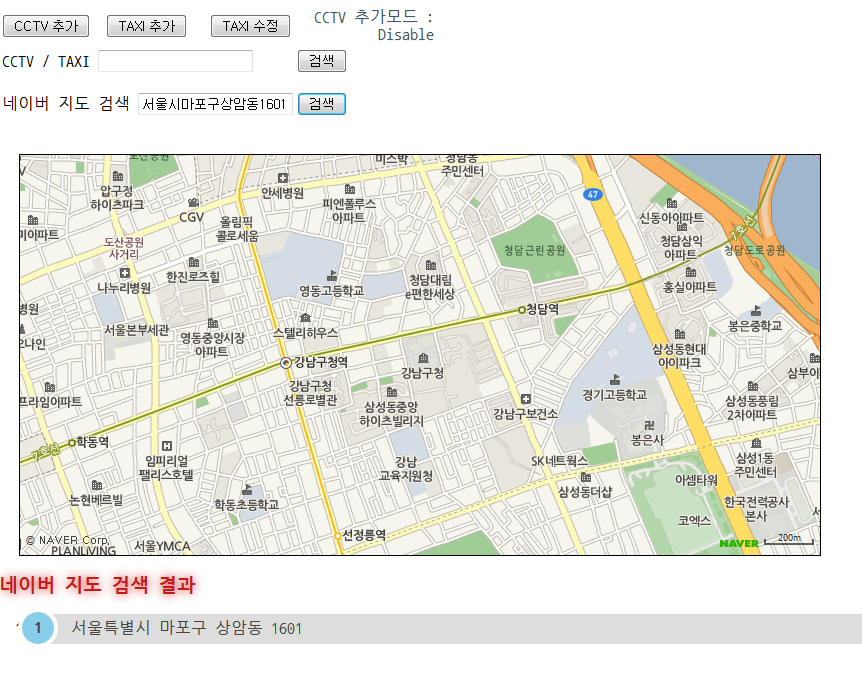 CCTV 추가
TAXI 추가
TAXI 수정
CCTV 추가모드 :
Disable
CCTV / TAXI
검색
네이버 지도 검색
서울시마포구상암동1601
검색
도산공원
미스박
청담동
주민센터
47
압구정
하이츠파크
안세병원
CGV
피엔폴루스
아파트
올림픽
콜로세움
신동아아파트
7호선
미아파트
도산공원
사거리
청담근린공원
청담삼익
아파트
청담도로공원
한진로즈힐
나누리병원
영동고등학교
청담대림
e편한세상
홍실아파트
병원
서울본부세관
영동중앙시장
아파트
스텔리하우스
청담역
봉은중학교
강남구청역
강남구청
삼성동현대
아이파크
삼부아
강남구청
선릉로별관
프라임아파트
삼성동중앙
하이츠빌리지
강남구보건소
경기고등학교
삼성동풍림
2차아파트
7호선
학동역
봉은사
임피리얼
팰리스호텔
강남
교육지원청
SK네트웍스
삼성1동
주민센터
논현베르빌
학동초등학교
삼성동더샵
아셈타워
한국전력공사
본사
코엑스
선정릉역
© NAVER Corp.
PLANLIVING
서울YMCA
NAVER
200m
네이버 지도 검색 결과
1 서울특별시 마포구 상암동 1601